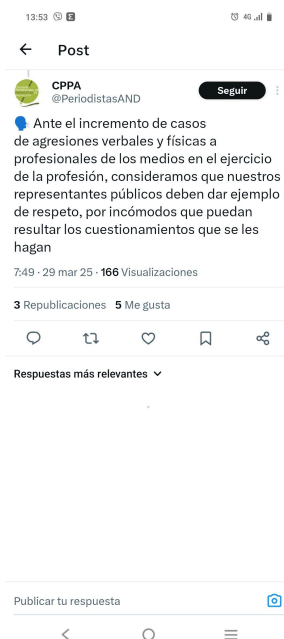 13:53
4G
Post
CPPA
@PeriodistasAND
Seguir
🗣️ Ante el incremento de casos
de agresiones verbales y físicas a
profesionales de los medios en el ejercicio
de la profesión, consideramos que nuestros
representantes públicos deben dar ejemplo
de respeto, por incómodos que puedan
resultar los cuestionamientos que se les
hagan
7:49 · 29 mar 25 · 166 Visualizaciones
3 Republicaciones 5 Me gusta
Respuestas más relevantes
Publicar tu respuesta